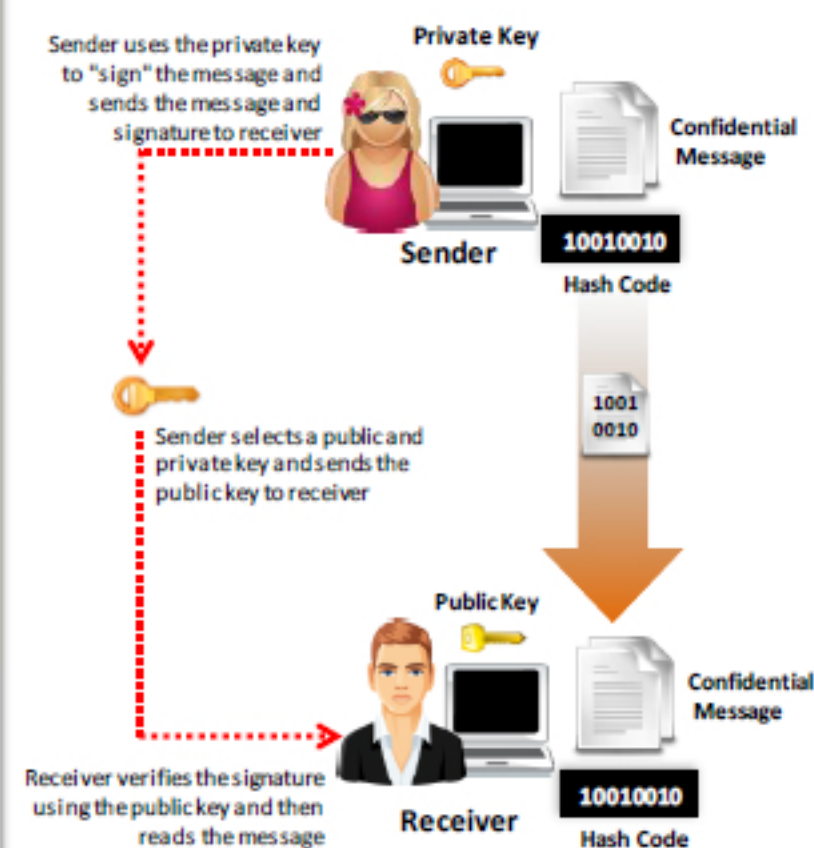 Sender uses the private key
to "sign" the message and
sends the message and
signature to receiver
Private Key
Confidential
Message
Sender
10010010
Hash Code
1001
0010
Sender selects a public and
private key and sends the
public key to receiver
Public Key
Confidential
Message
Receiver verifies the signature
using the public key and then
reads the message
Receiver
10010010
Hash Code